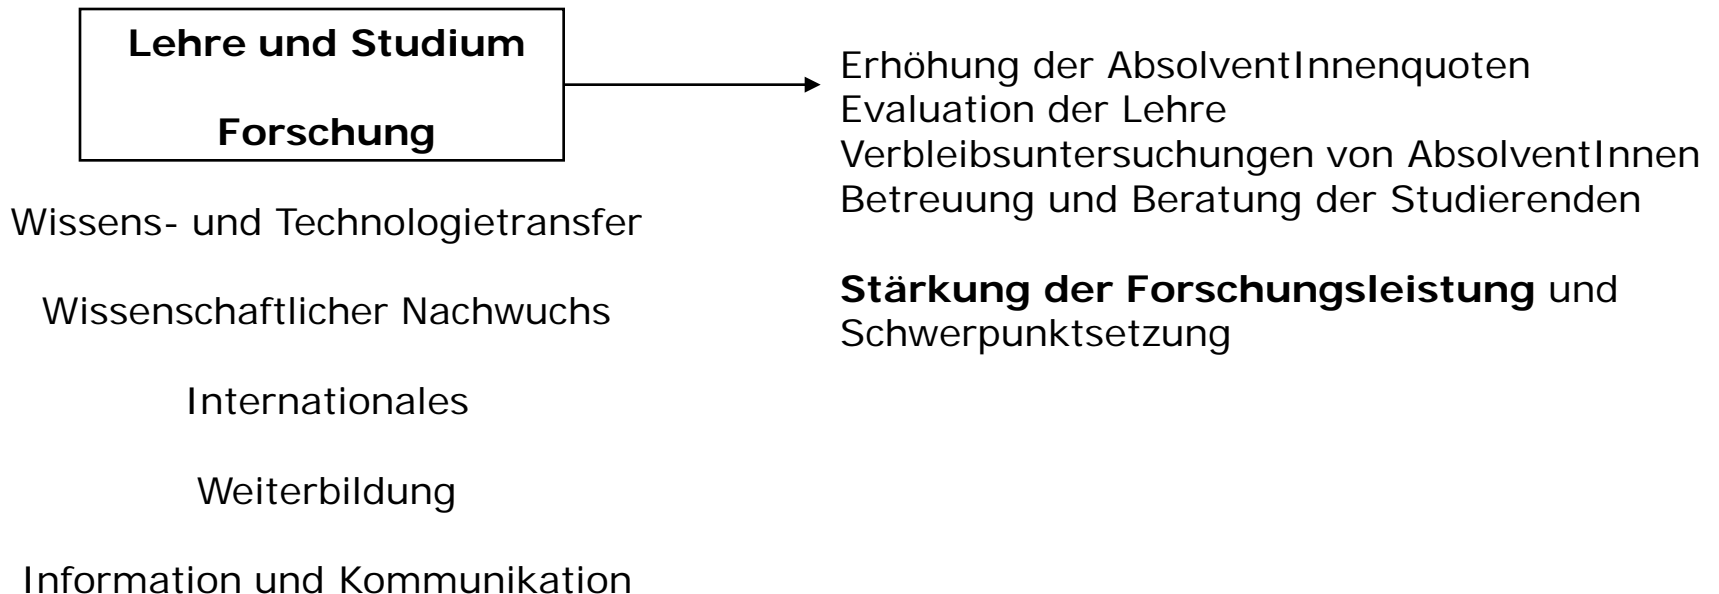 Lehre und Studium
Forschung
Wissens- und Technologietransfer
Wissenschaftlicher Nachwuchs
Internationales
Weiterbildung
Information und Kommunikation
Erhöhung der AbsolventInnenquoten
Evaluation der Lehre
Verbleibsuntersuchungen von AbsolventInnen
Betreuung und Beratung der Studierenden
Stärkung der Forschungsleistung und
Schwerpunktsetzung